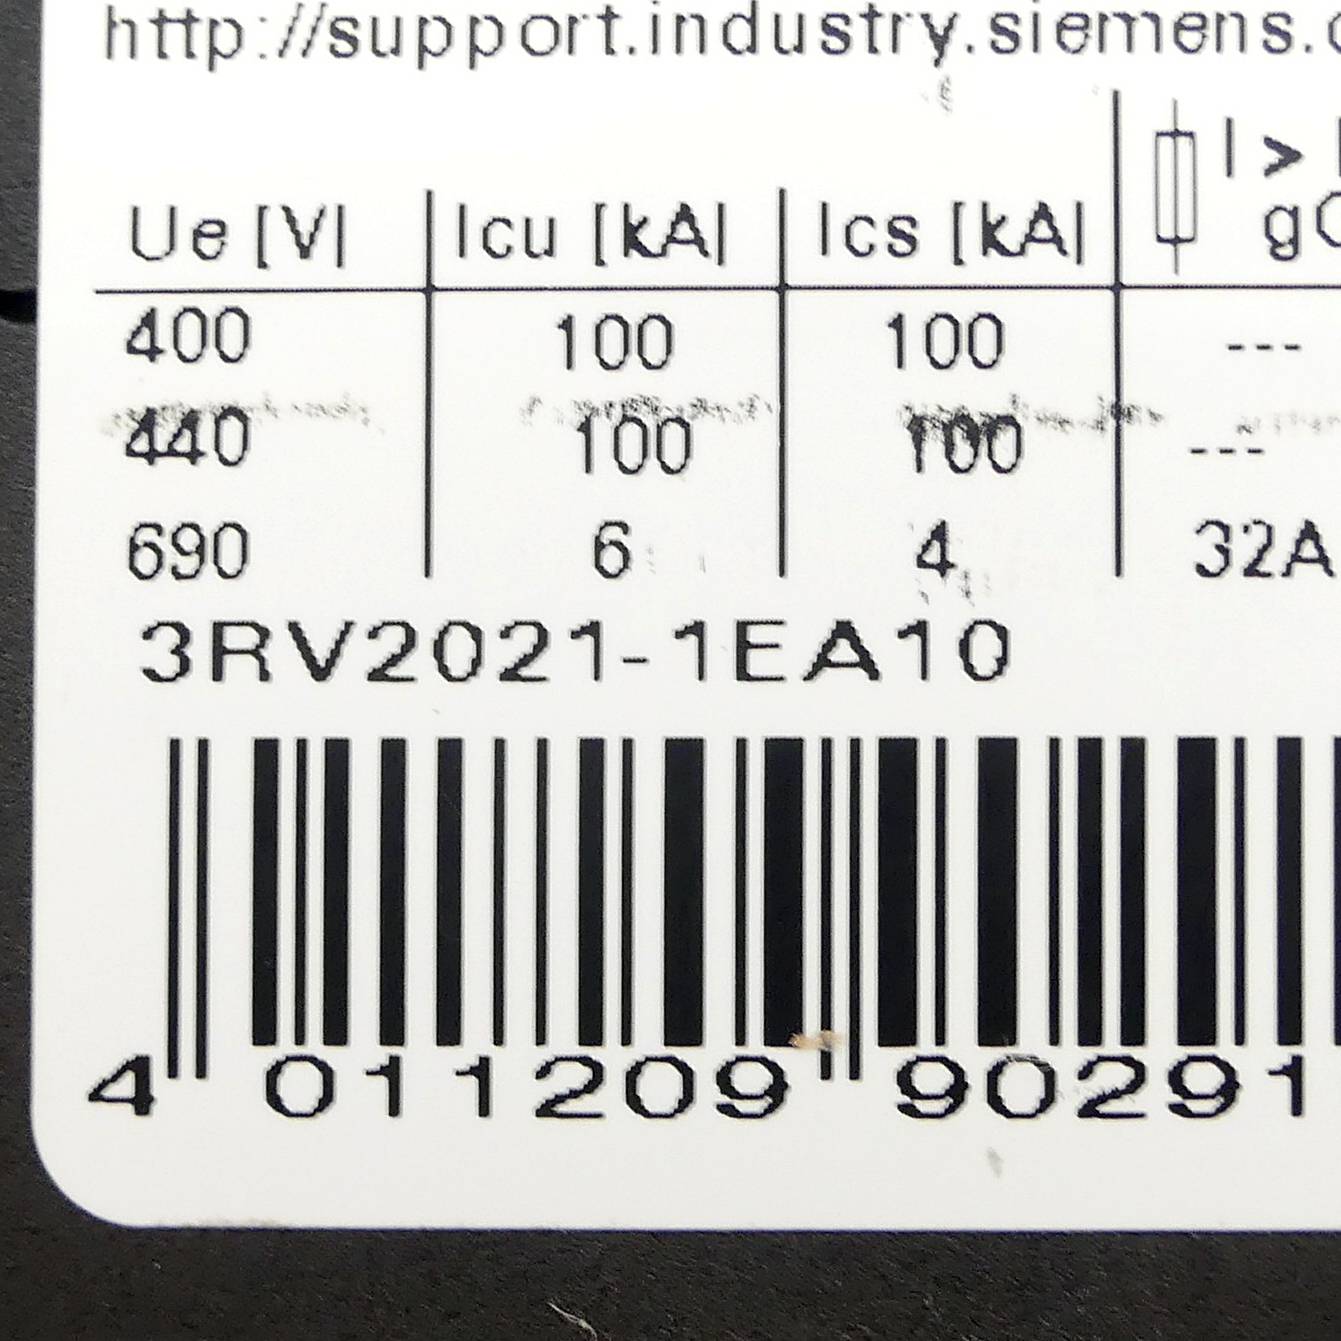 http://support.industry.siemens.c
I >
Ue [V] Icu [kA] Ics [kA] g
400 100 100 ---
440 100 100 ---
690 6 4 32A
3RV2021-1EA10
4 011209 90291